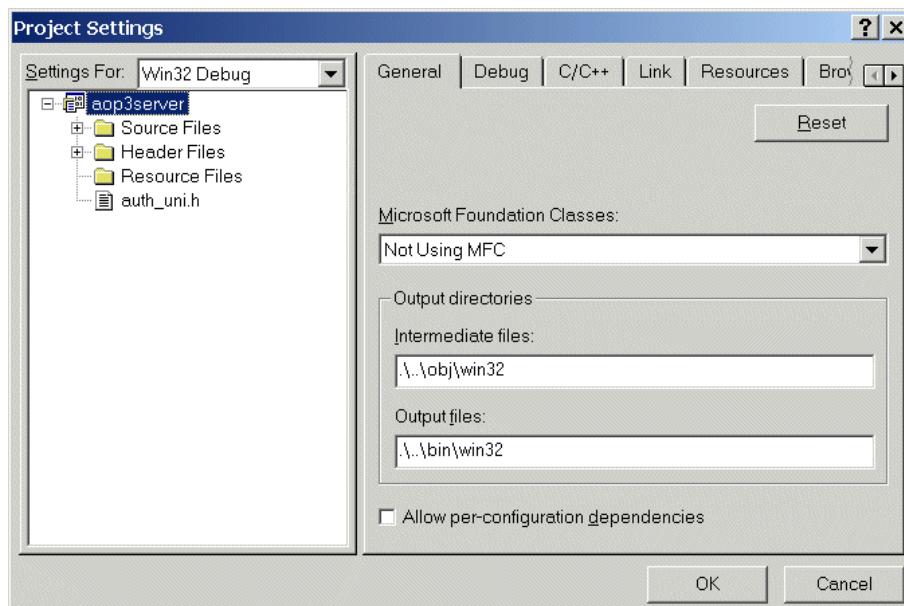 Project Settings
Settings For: Win32 Debug
aop3server
Source Files
Header Files
Resource Files
auth_uni.h
General Debug C/C++ Link Resources
Reset
Microsoft Foundation Classes:
Not Using MFC
Output directories
Intermediate files:
.\..\obj\win32
Output files:
.\..\bin\win32
Allow per-configuration dependencies
OK Cancel